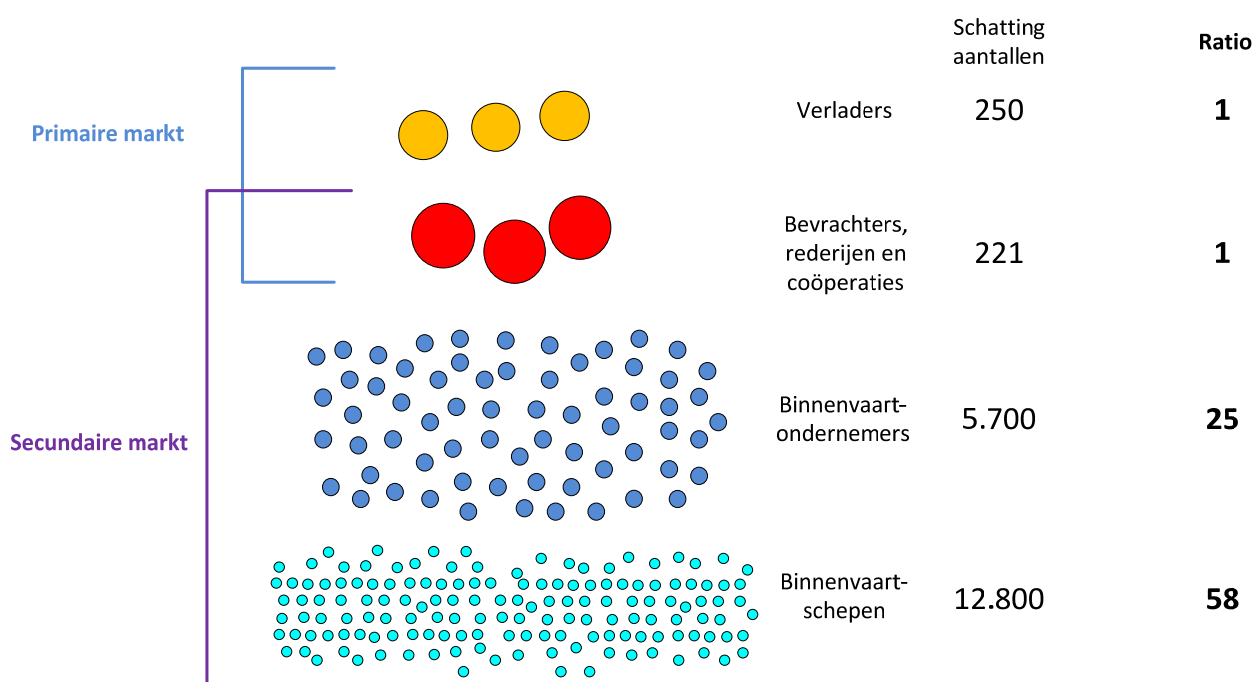 Schatting
aantallen
Ratio
Primaire markt
Verladers
250
1
Bevrachters,
rederijen en
coöperaties
221
1
Secundaire markt
Binnenvaart-
ondernemers
5.700
25
Binnenvaart-
schepen
12.800
58